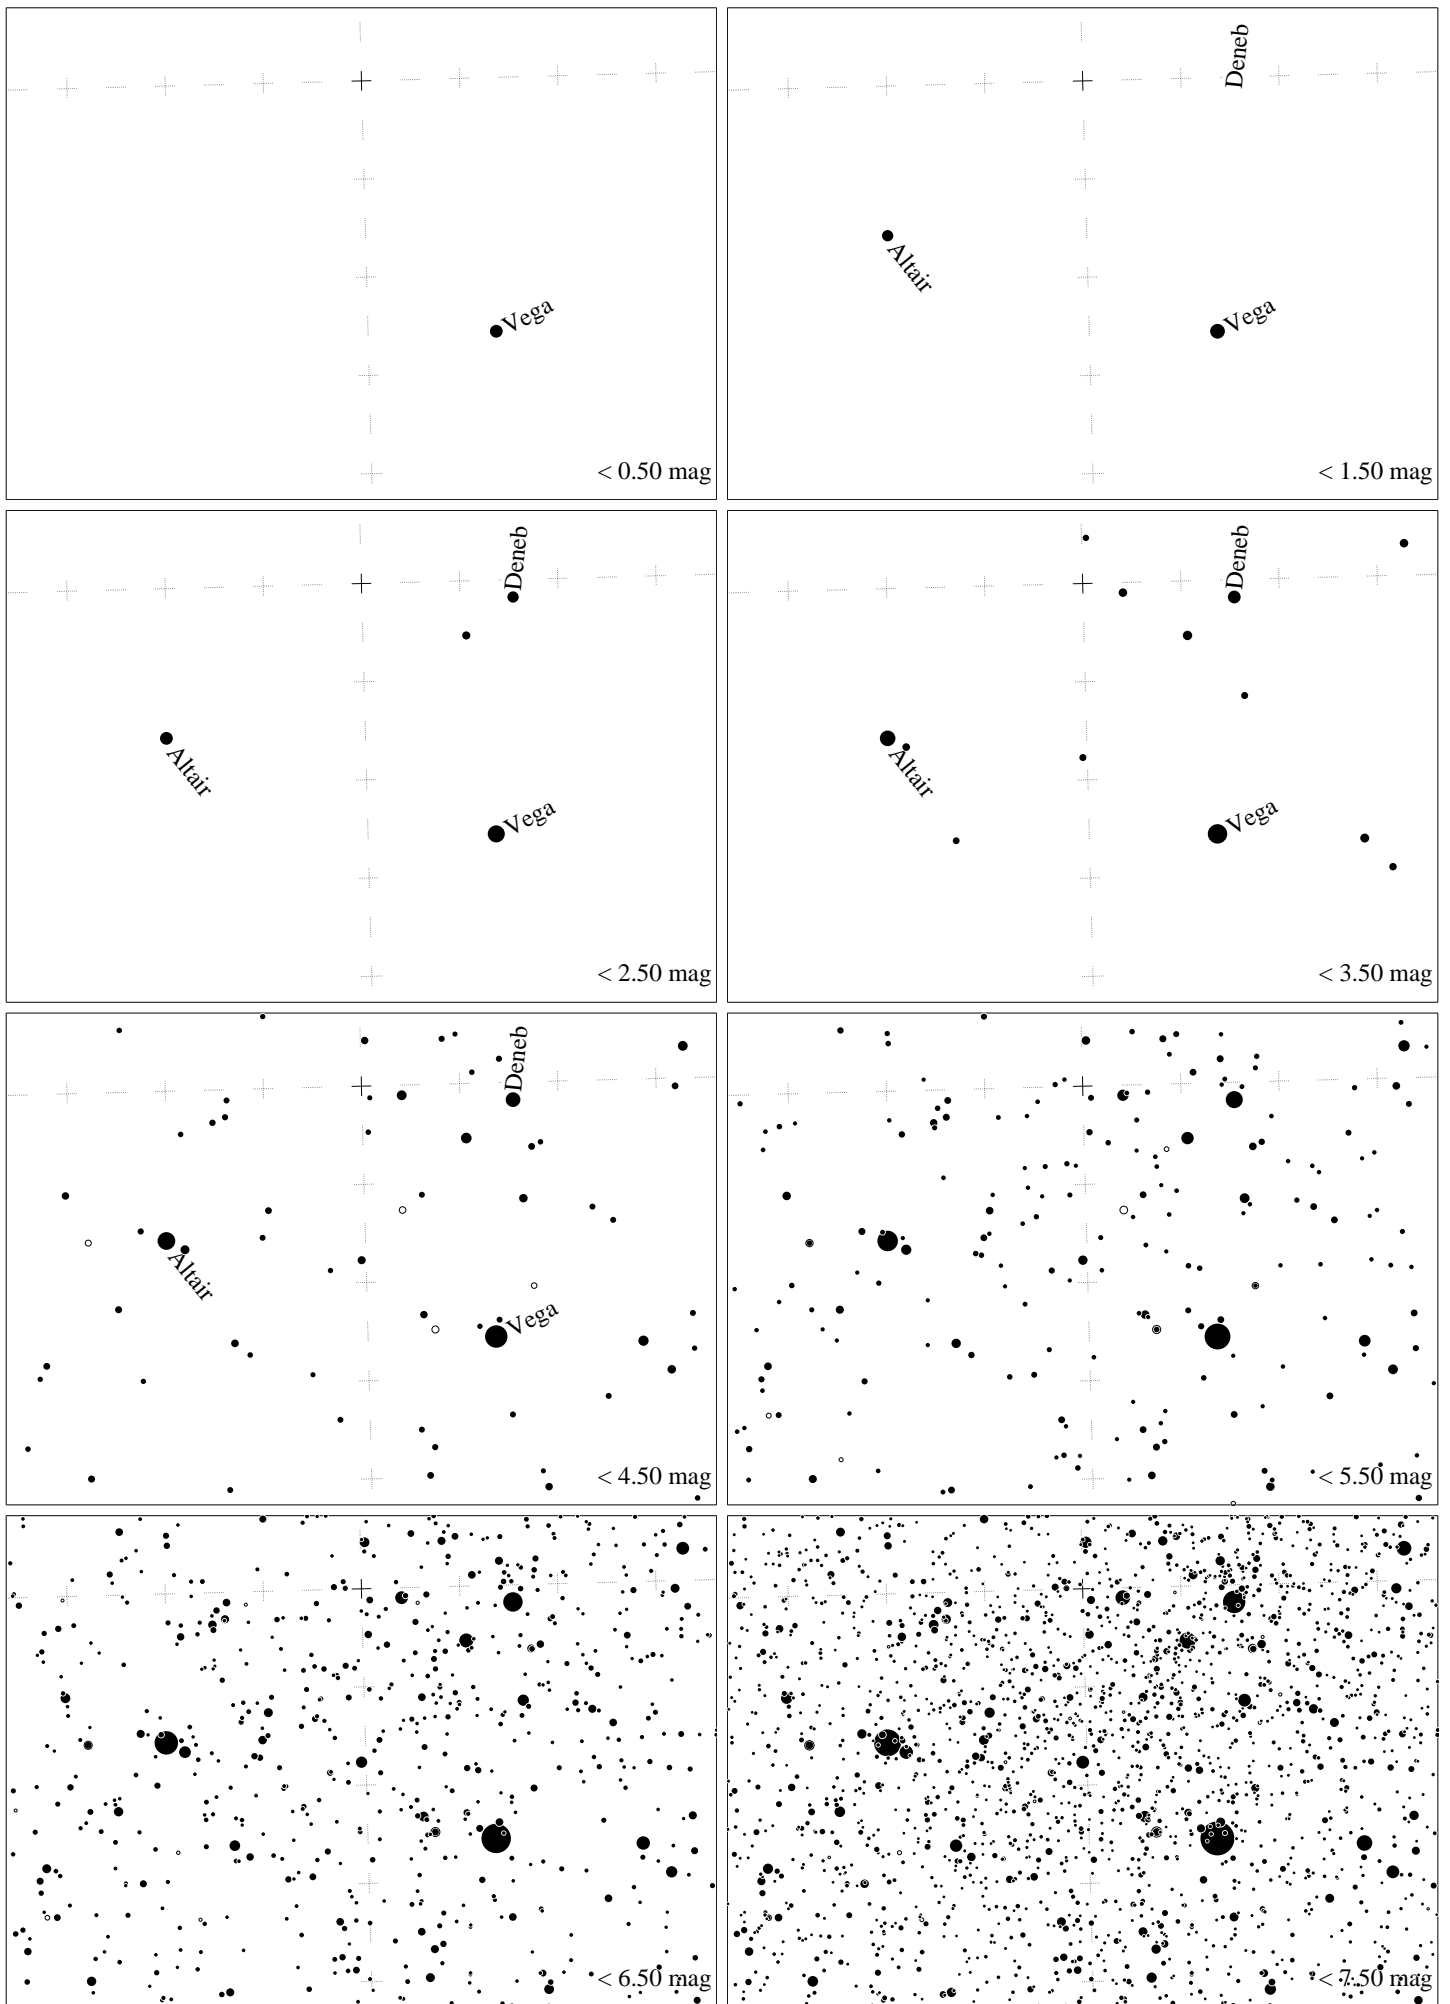 Vega
< 0.50 mag
Deneb
Altair
Vega
< 1.50 mag
Deneb
Altair
Vega
< 2.50 mag
Deneb
Altair
Vega
< 3.50 mag
Deneb
Altair
Vega
< 4.50 mag
< 5.50 mag
< 6.50 mag
< 7.50 mag